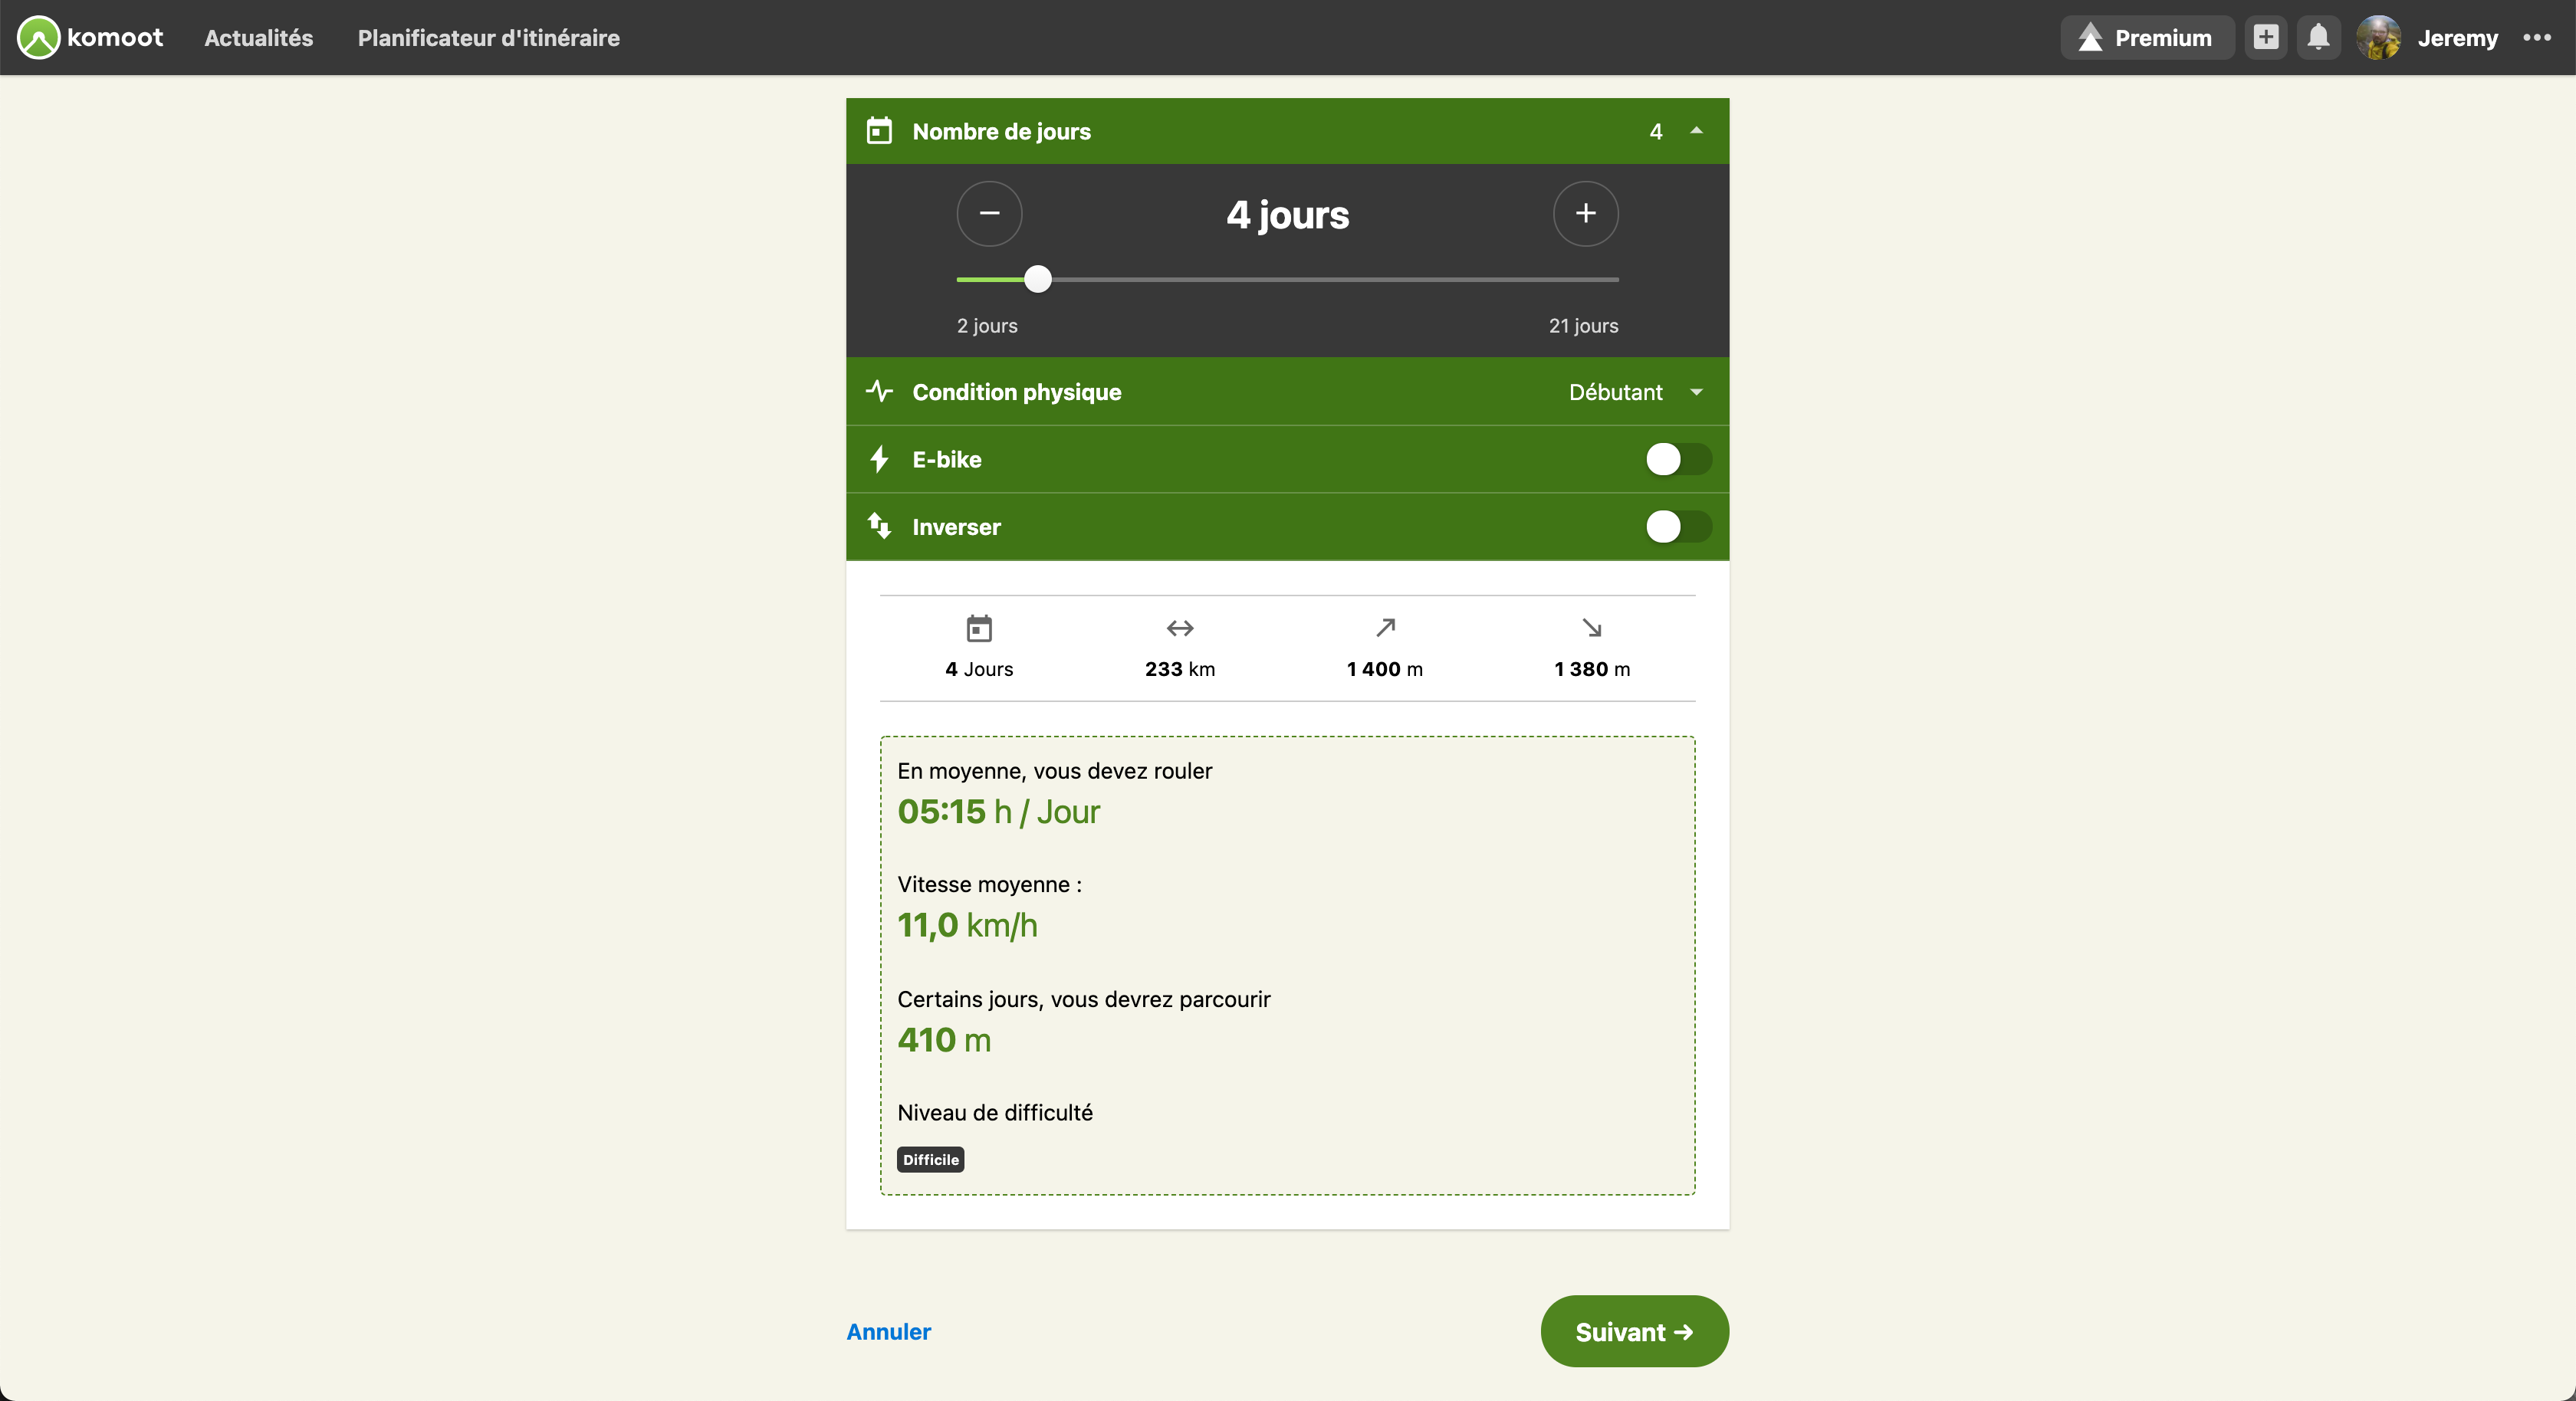 komoot Actualités Planificateur d'itinéraire Premium Jeremy
Nombre de jours 4
4 jours
2 jours 21 jours
Condition physique Débutant
E-bike
Inverser
4 Jours 233 km 1 400 m 1 380 m
En moyenne, vous devez rouler
05:15 h / Jour
Vitesse moyenne :
11,0 km/h
Certains jours, vous devrez parcourir
410 m
Niveau de difficulté
Difficile
Annuler Suivant →